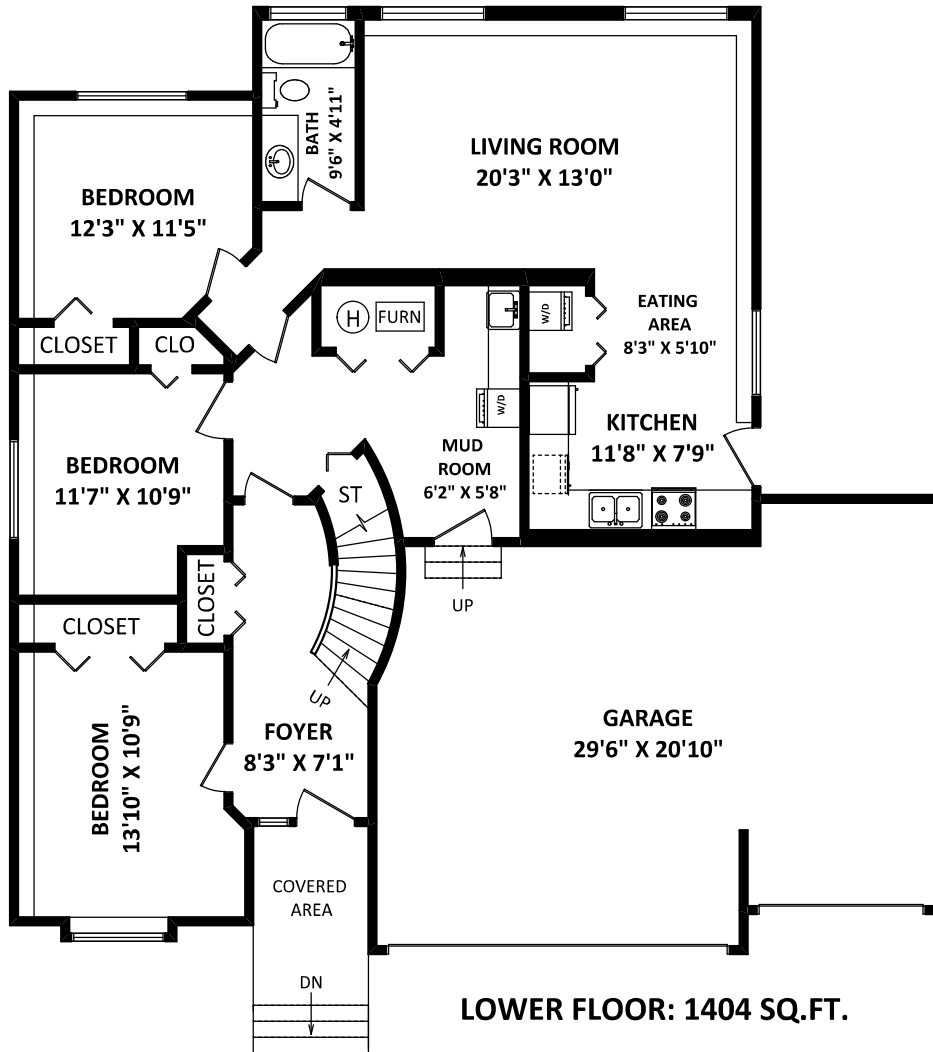 BATH
9'6" X 4'11"
LIVING ROOM
20'3" X 13'0"
BEDROOM
12'3" X 11'5"
CLOSET
CLO
H
FURN
W/D
EATING
AREA
8'3" X 5'10"
W/D
KITCHEN
11'8" X 7'9"
BEDROOM
11'7" X 10'9"
MUD
ROOM
6'2" X 5'8"
ST
UP
CLOSET
CLOSET
UP
BEDROOM
13'10" X 10'9"
FOYER
8'3" X 7'1"
GARAGE
29'6" X 20'10"
COVERED
AREA
DN
LOWER FLOOR: 1404 SQ.FT.